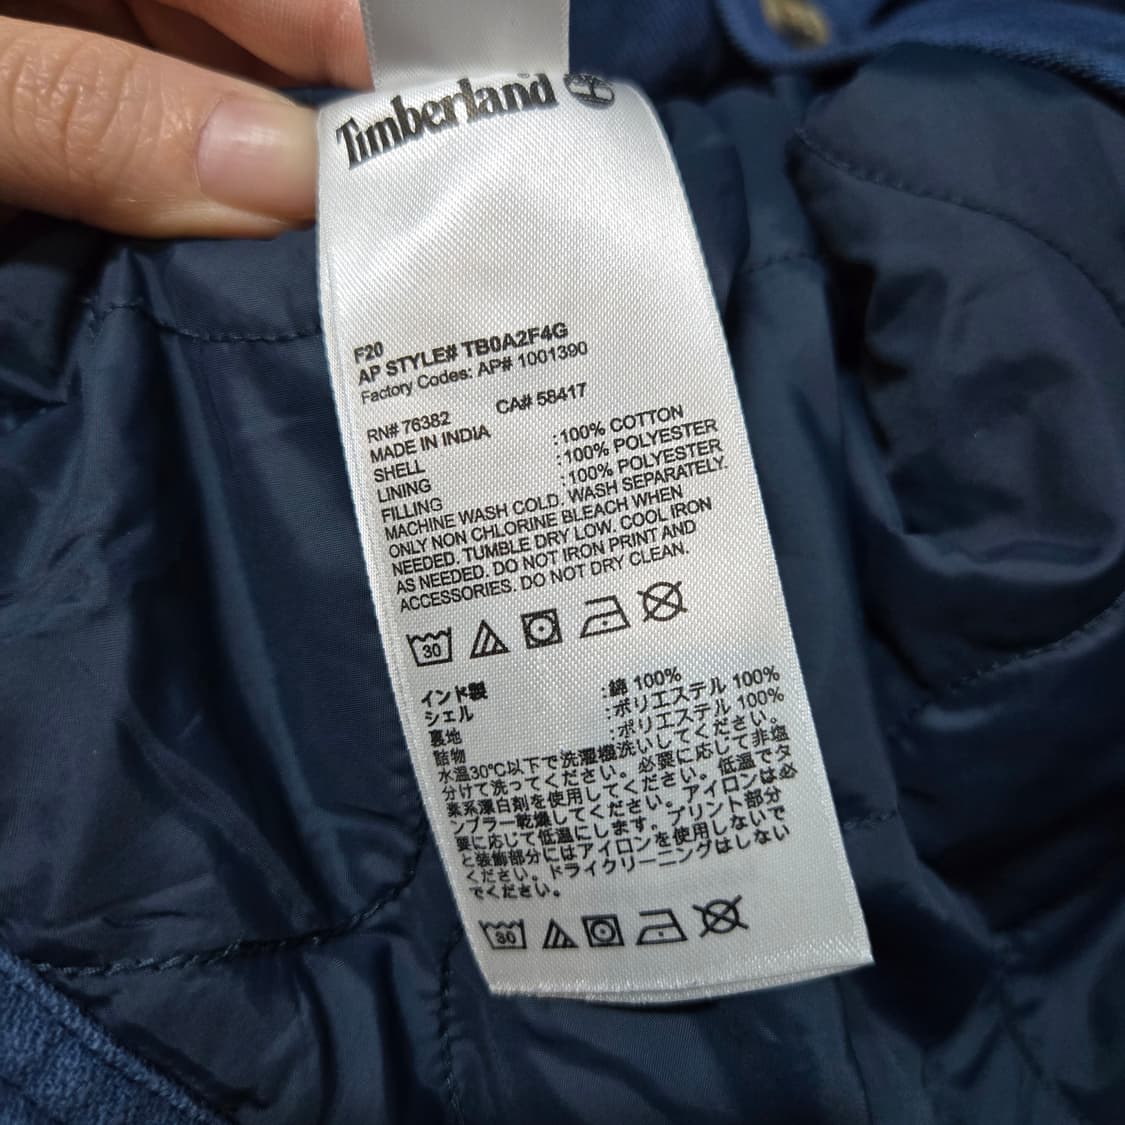 Timberland
F20
AP STYLE# TB0A2F4G
Factory Codes: AP# 1001390
RN# 76382 CA# 58417
MADE IN INDIA
SHELL :100% COTTON
LINING :100% POLYESTER
FILLING :100% POLYESTER
MACHINE WASH COLD. WASH SEPARATELY.
ONLY NON CHLORINE BLEACH WHEN
NEEDED. TUMBLE DRY LOW. COOL IRON
AS NEEDED. DO NOT IRON PRINT AND
ACCESSORIES. DO NOT DRY CLEAN.
30
インド製
シェル :綿 100%
裏地 :ポリエステル 100%
詰物 :ポリエステル 100%
水温30°C以下で洗濯機洗いしてください。
分けて洗ってください。必要に応じて非塩
素系漂白剤を使用してください。低温でタ
ンブラー乾燥してください。アイロンは必
要に応じて低温にします。プリント部分
と装飾部分にはアイロンを使用しないで
ください。ドライクリーニングはしない
でください。
30